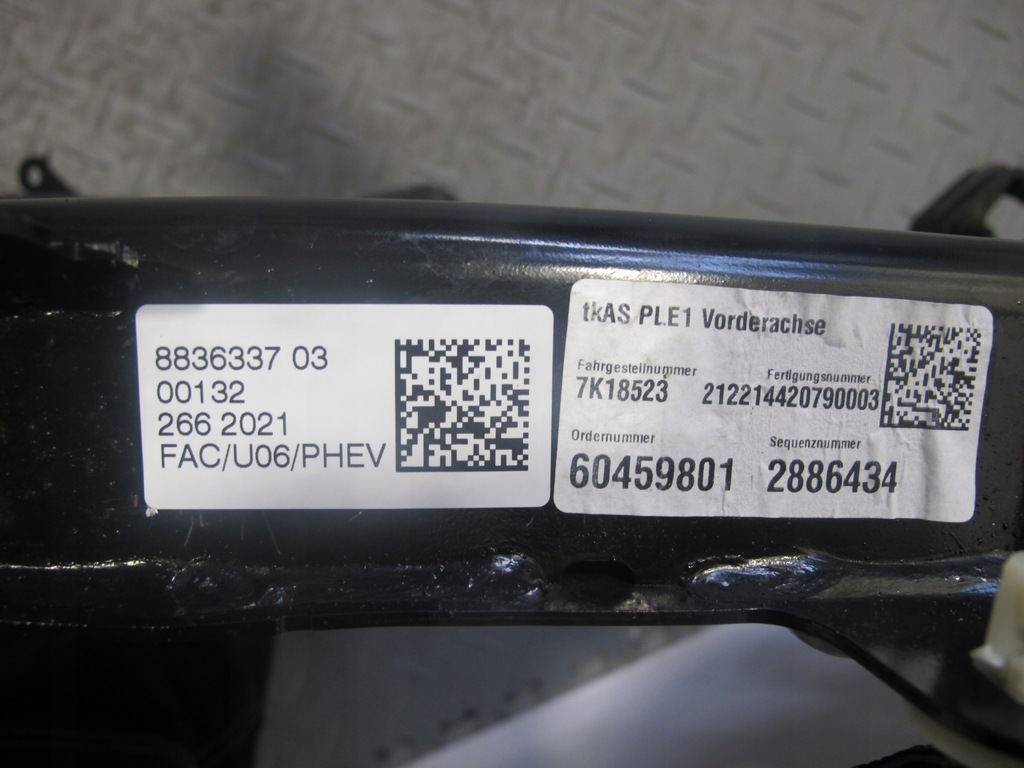 8836337 03
00132
266 2021
FAC/U06/PHEV
tkAS PLE1 Vorderachse
Fahrgestellnummer Fertigungsnummer
7K18523 212214420790003
Ordernummer Sequenznummer
60459801 2886434